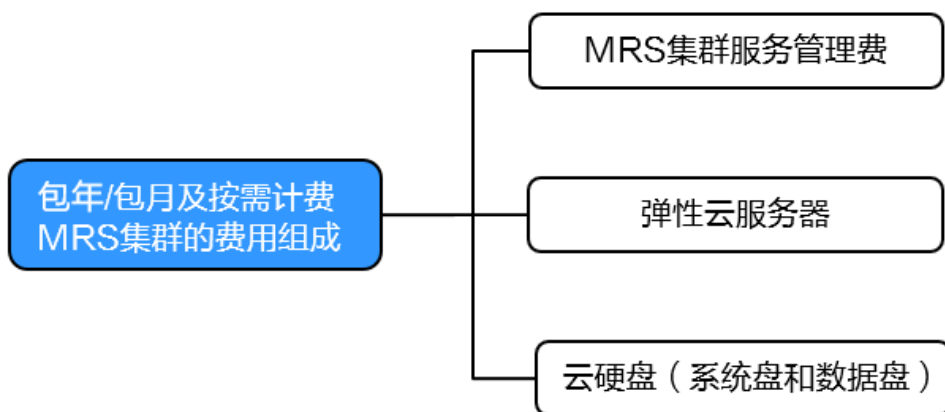 MRS集群服务管理费
包年/包月及按需计费
MRS集群的费用组成
弹性云服务器
云硬盘（系统盘和数据盘）